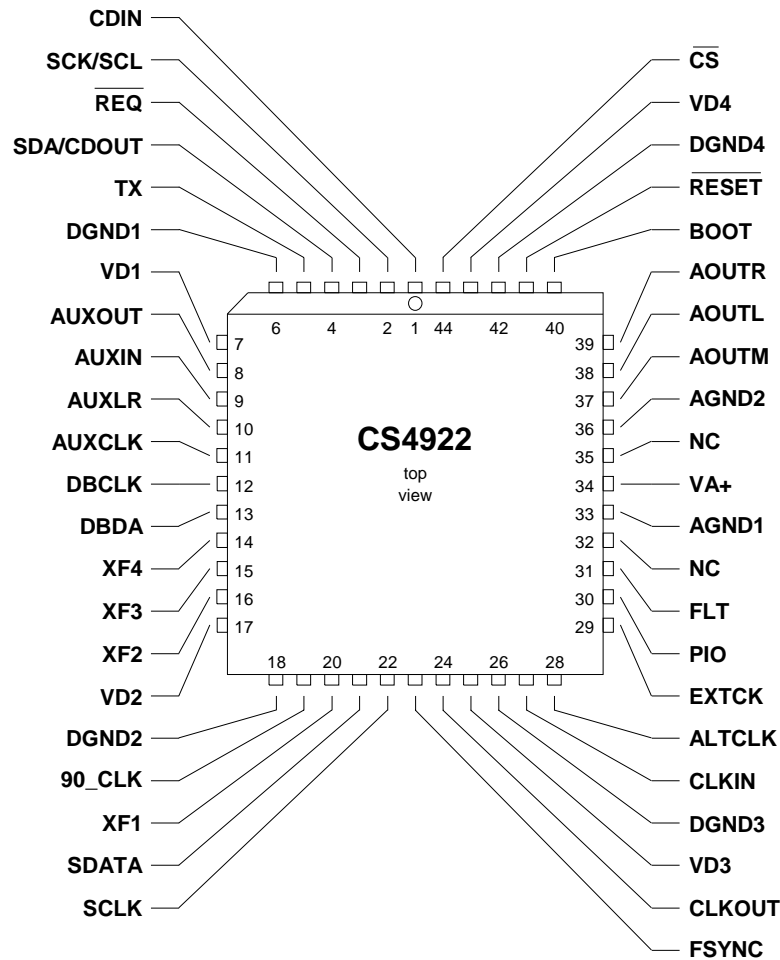 CDIN
SCK/SCL
REQ
SDA/CDOUT
TX
DGND1
VD1
AUXOUT
AUXIN
AUXLR
AUXCLK
DBCLK
DBDA
XF4
XF3
XF2
VD2
DGND2
90_CLK
XF1
SDATA
SCLK
CS
VD4
DGND4
RESET
BOOT
AOUTR
AOUTL
AOUTM
AGND2
NC
VA+
AGND1
NC
FLT
PIO
EXTCK
ALTCLK
CLKIN
DGND3
VD3
CLKOUT
FSYNC
6 4 2 1 44 42 40
7
8
9
10
11
12
13
14
15
16
17
39
38
37
36
35
34
33
32
31
30
29
CS4922
top
view
18 20 22 24 26 28